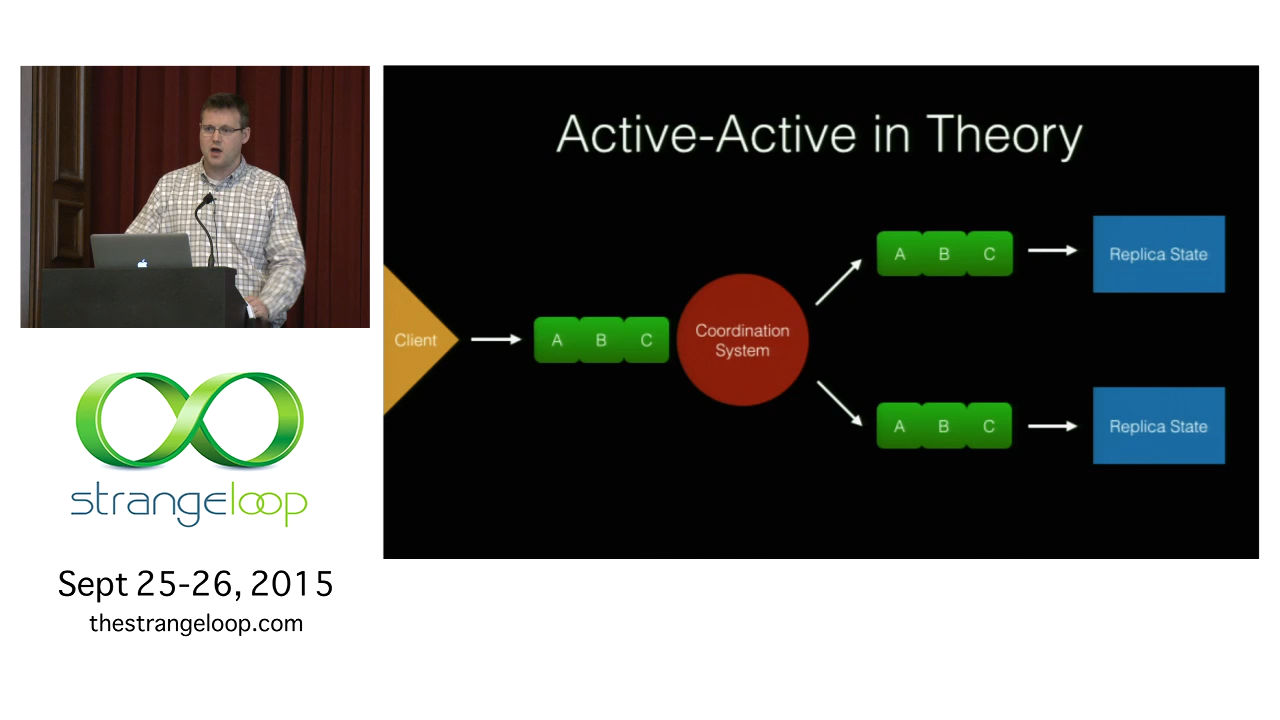 Active-Active in Theory
Client
A B C
Coordination
System
A B C
Replica State
A B C
Replica State
strangeloop
Sept 25-26, 2015
thestrangeloop.com